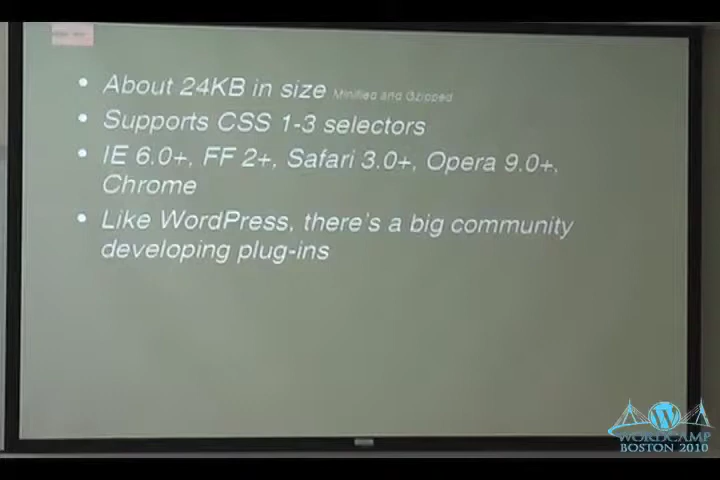 • About 24KB in size Minified and Gzipped
• Supports CSS 1-3 selectors
• IE 6.0+, FF 2+, Safari 3.0+, Opera 9.0+,
Chrome
• Like WordPress, there's a big community
developing plug-ins
WORDCAMP
BOSTON 2010